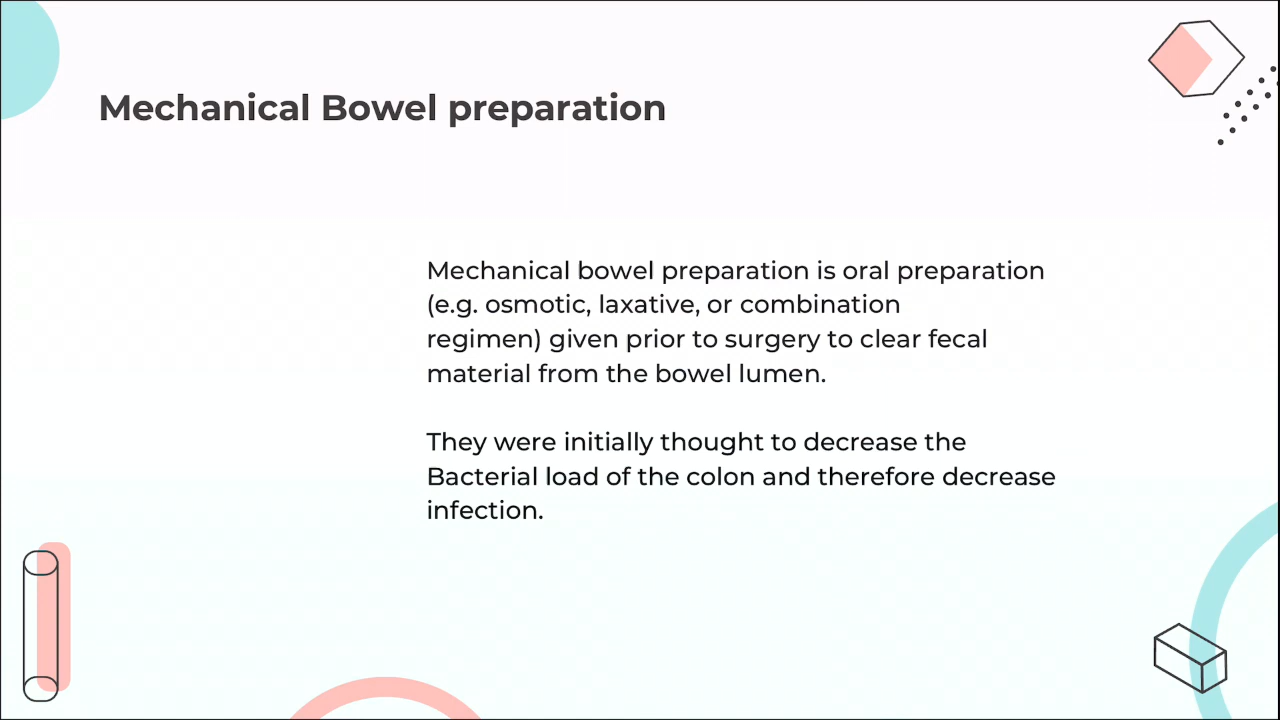 Mechanical Bowel preparation
Mechanical bowel preparation is oral preparation
(e.g. osmotic, laxative, or combination
regimen) given prior to surgery to clear fecal
material from the bowel lumen.
They were initially thought to decrease the
Bacterial load of the colon and therefore decrease
infection.